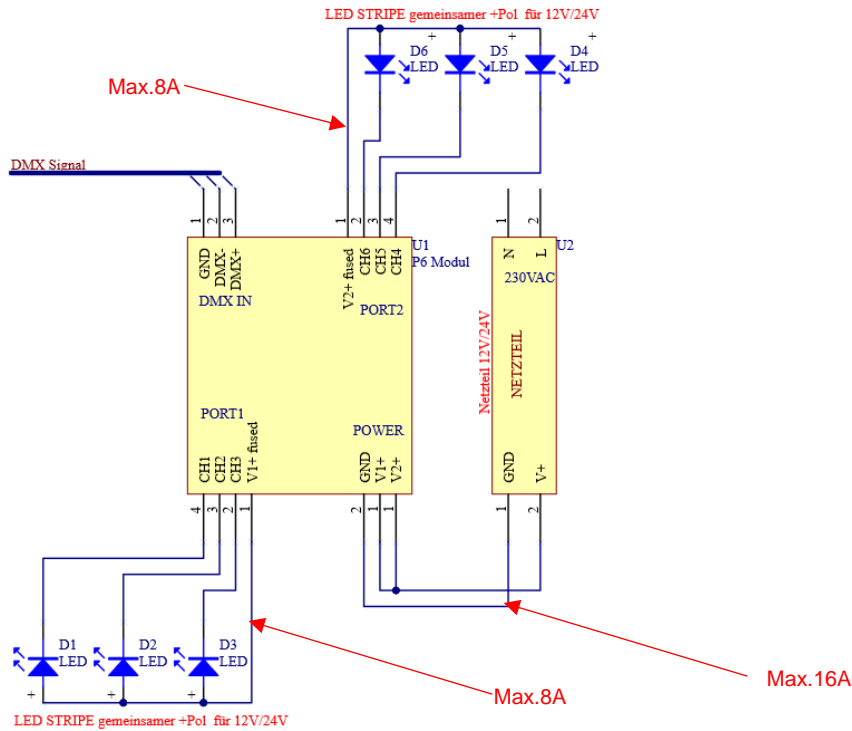 LED STRIPE gemeinsamer +Pol für 12V/24V
+ + +
D6 D5 D4
LED LED LED
Max.8A
DMX Signal
1 2 3
1 2 3 4
1 2
U1
P6 Modul
U2
GND DMX- DMX+
V2+ fused CH6 CH5 CH4
N L
DMX IN
PORT2
230VAC
Netzteil 12V/24V
NETZTEIL
PORT1
POWER
CH1 CH2 CH3 V1+ fused
GND V1+ V2+
GND V+
4 3 2 1
2 1 1
1 2
D1 D2 D3
LED LED LED
+ + +
Max.8A
Max.16A
LED STRIPE gemeinsamer +Pol für 12V/24V